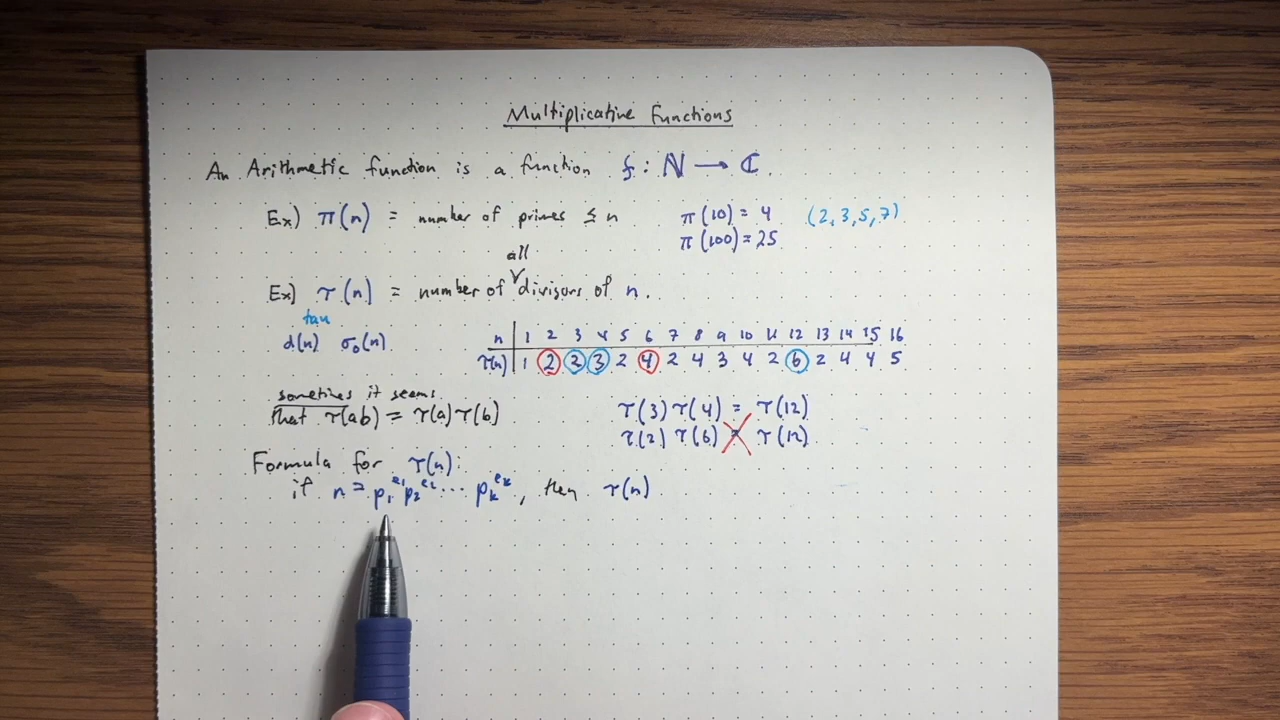 Multiplicative Functions
An Arithmetic function is a function f : ℕ → ℂ.
Ex) π(n) = number of primes ≤ n π(10) = 4 (2,3,5,7)
π(100) = 25
all
Ex) τ(n) = number of divisors of n.
tau
d(n) σ₀(n)
n 1 2 3 4 5 6 7 8 9 10 11 12 13 14 15 16
τ(n) 1 2 2 3 2 4 2 4 3 4 2 6 2 4 4 5
sometimes it seems
that τ(ab) = τ(a)τ(b)
τ(3)τ(4) = τ(12)
τ(2)τ(6) = τ(12)
Formula for τ(n):
if n = p₁^e₁ p₂^e₂ ⋯ pₖ^eₖ, then τ(n)